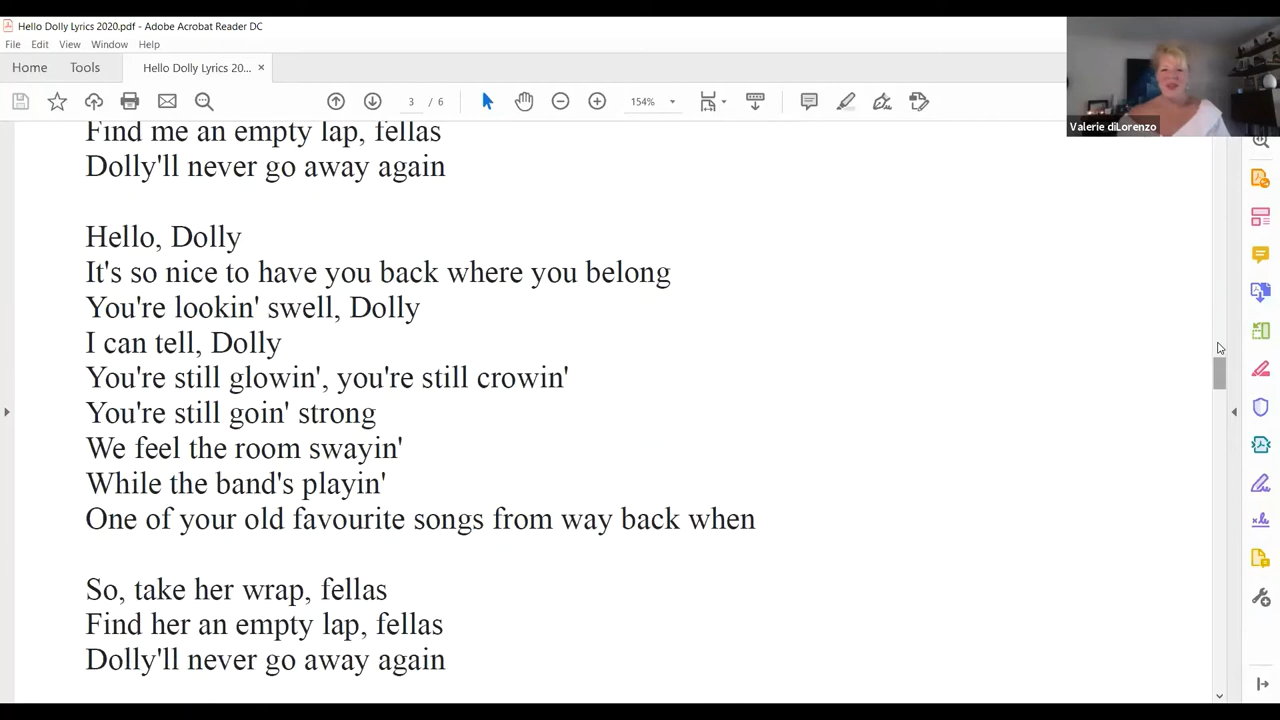 Hello Dolly Lyrics 2020.pdf - Adobe Acrobat Reader DC
File Edit View Window Help
Home Tools Hello Dolly Lyrics 20... ×
3 / 6 154%
Valerie diLorenzo
Find me an empty lap, fellas
Dolly'll never go away again
Hello, Dolly
It's so nice to have you back where you belong
You're lookin' swell, Dolly
I can tell, Dolly
You're still glowin', you're still crowin'
You're still goin' strong
We feel the room swayin'
While the band's playin'
One of your old favourite songs from way back when
So, take her wrap, fellas
Find her an empty lap, fellas
Dolly'll never go away again